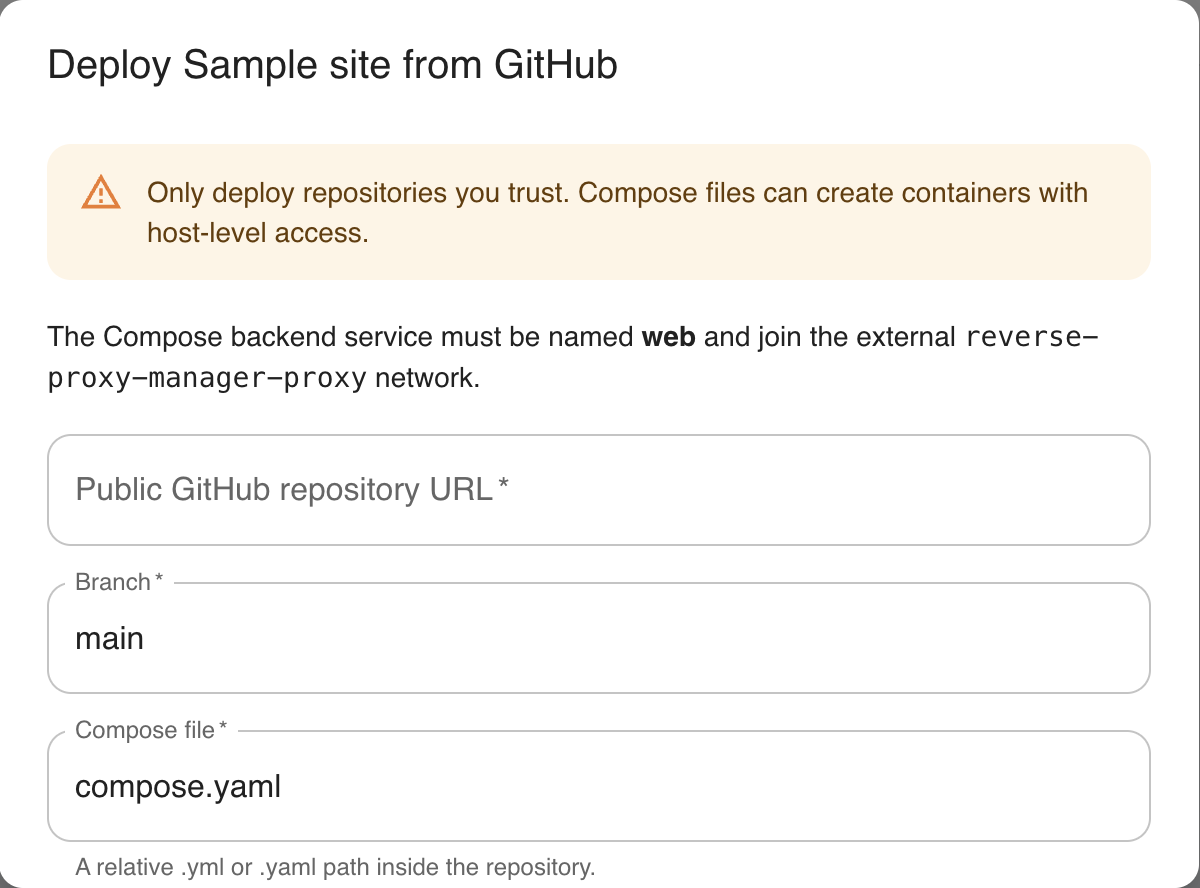 Deploy Sample site from GitHub
Only deploy repositories you trust. Compose files can create containers with
host-level access.
The Compose backend service must be named web and join the external reverse-
proxy-manager-proxy network.
Public GitHub repository URL *
Branch *
main
Compose file *
compose.yaml
A relative .yml or .yaml path inside the repository.